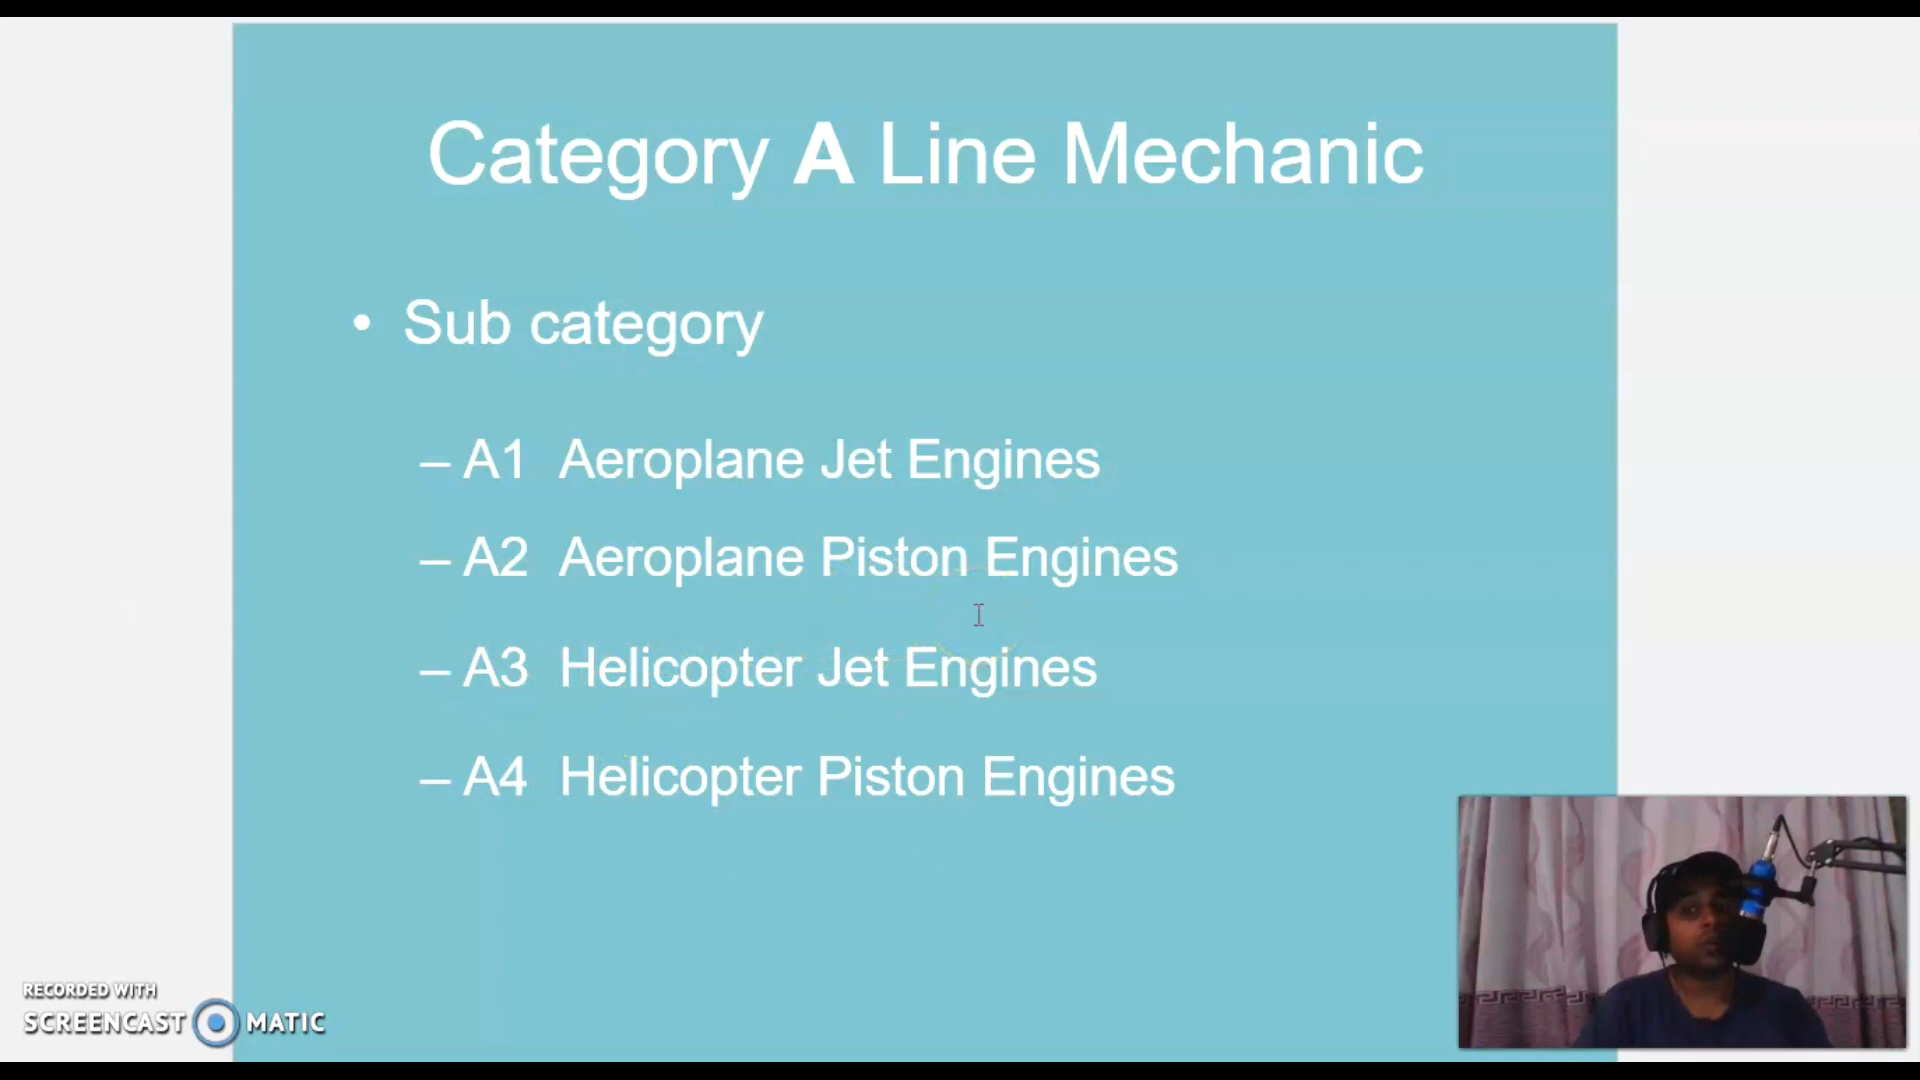 Category A Line Mechanic
• Sub category
– A1 Aeroplane Jet Engines
– A2 Aeroplane Piston Engines
– A3 Helicopter Jet Engines
– A4 Helicopter Piston Engines
RECORDED WITH
SCREENCAST MATIC